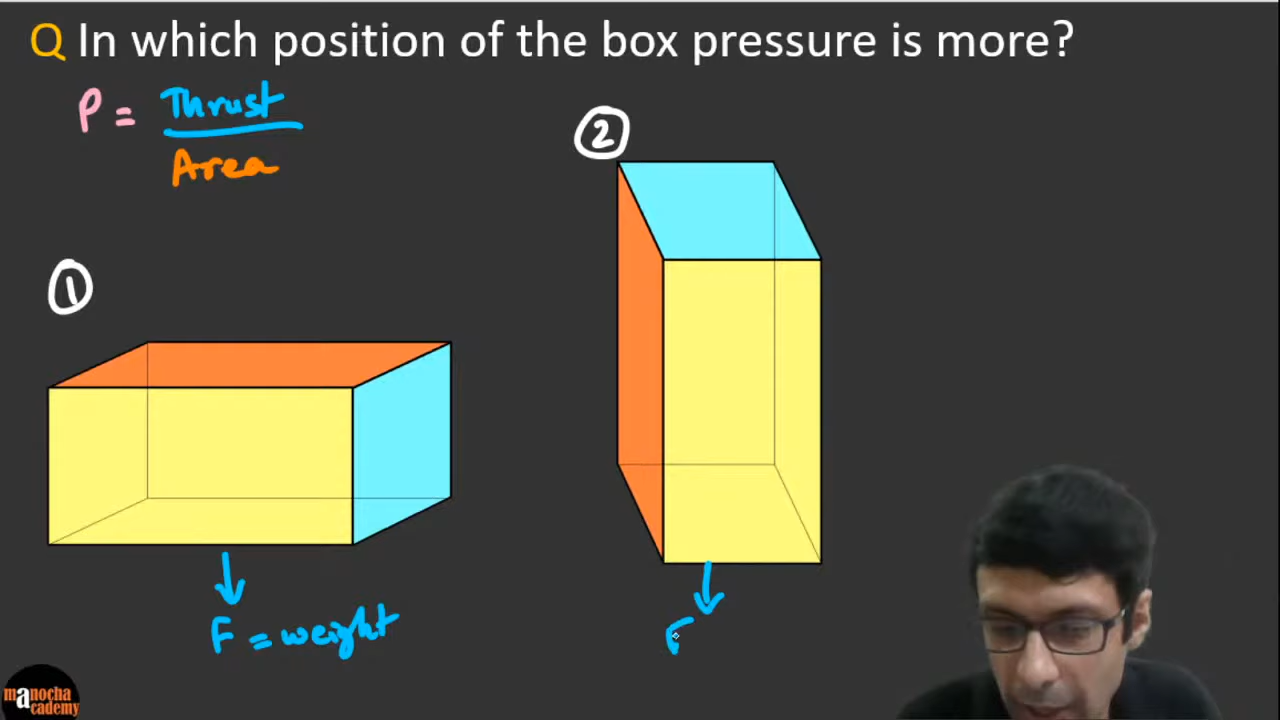 Q In which position of the box pressure is more?
P = Thrust
Area
2
1
F = weight
F
manocha
academy